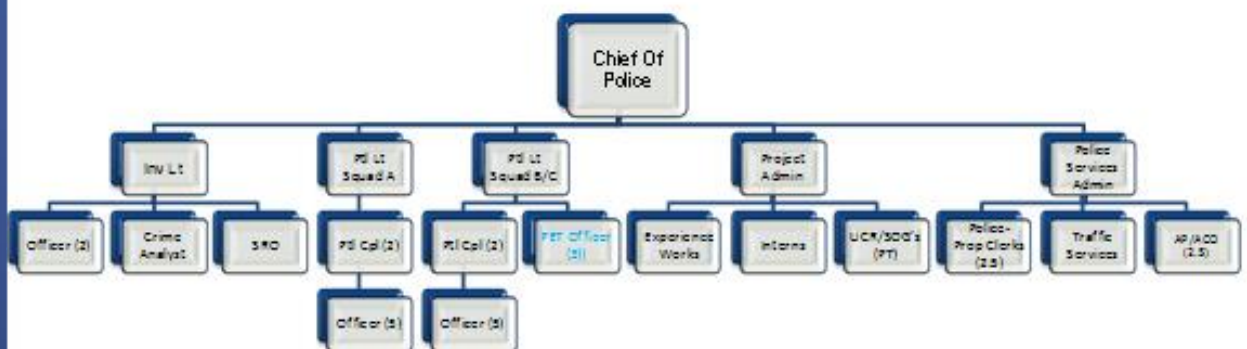 Chief Of
Police
Inv Lt
Ptl Lt
Squad A
Ptl Lt
Squad B/C
Project
Admin
Police
Services
Admin
Officer (2)
Crime
Analyst
SRO
Ptl Cpl (2)
Ptl Cpl (2)
PET Officer
Experience
Works
Interns
UCR/SOG's
(PT)
Police-
Prop Clerks
(2.5)
Traffic
Services
AP/ACO
(2.5)
Officer (5)
Officer (5)